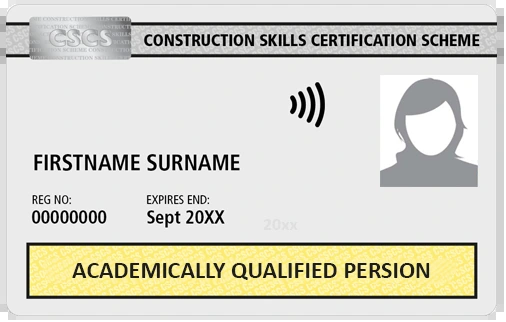 CSCS
CONSTRUCTION SKILLS CERTIFICATION SCHEME
FIRSTNAME SURNAME
REG NO:
EXPIRES END:
00000000
Sept 20XX
20xx
ACADEMICALLY QUALIFIED PERSION